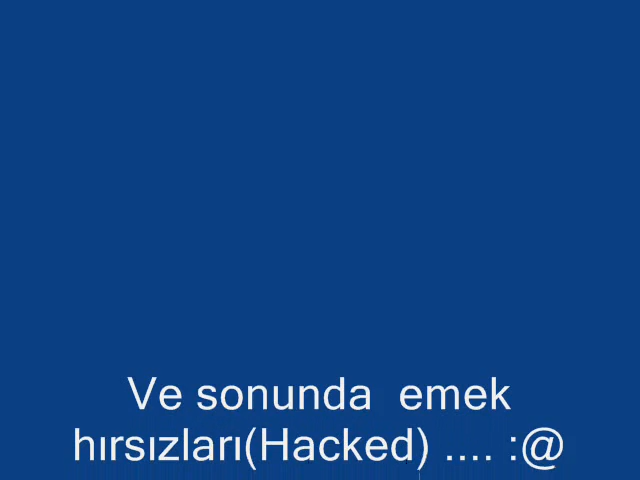 Ve sonunda  emek
hırsızları(Hacked) .... :@